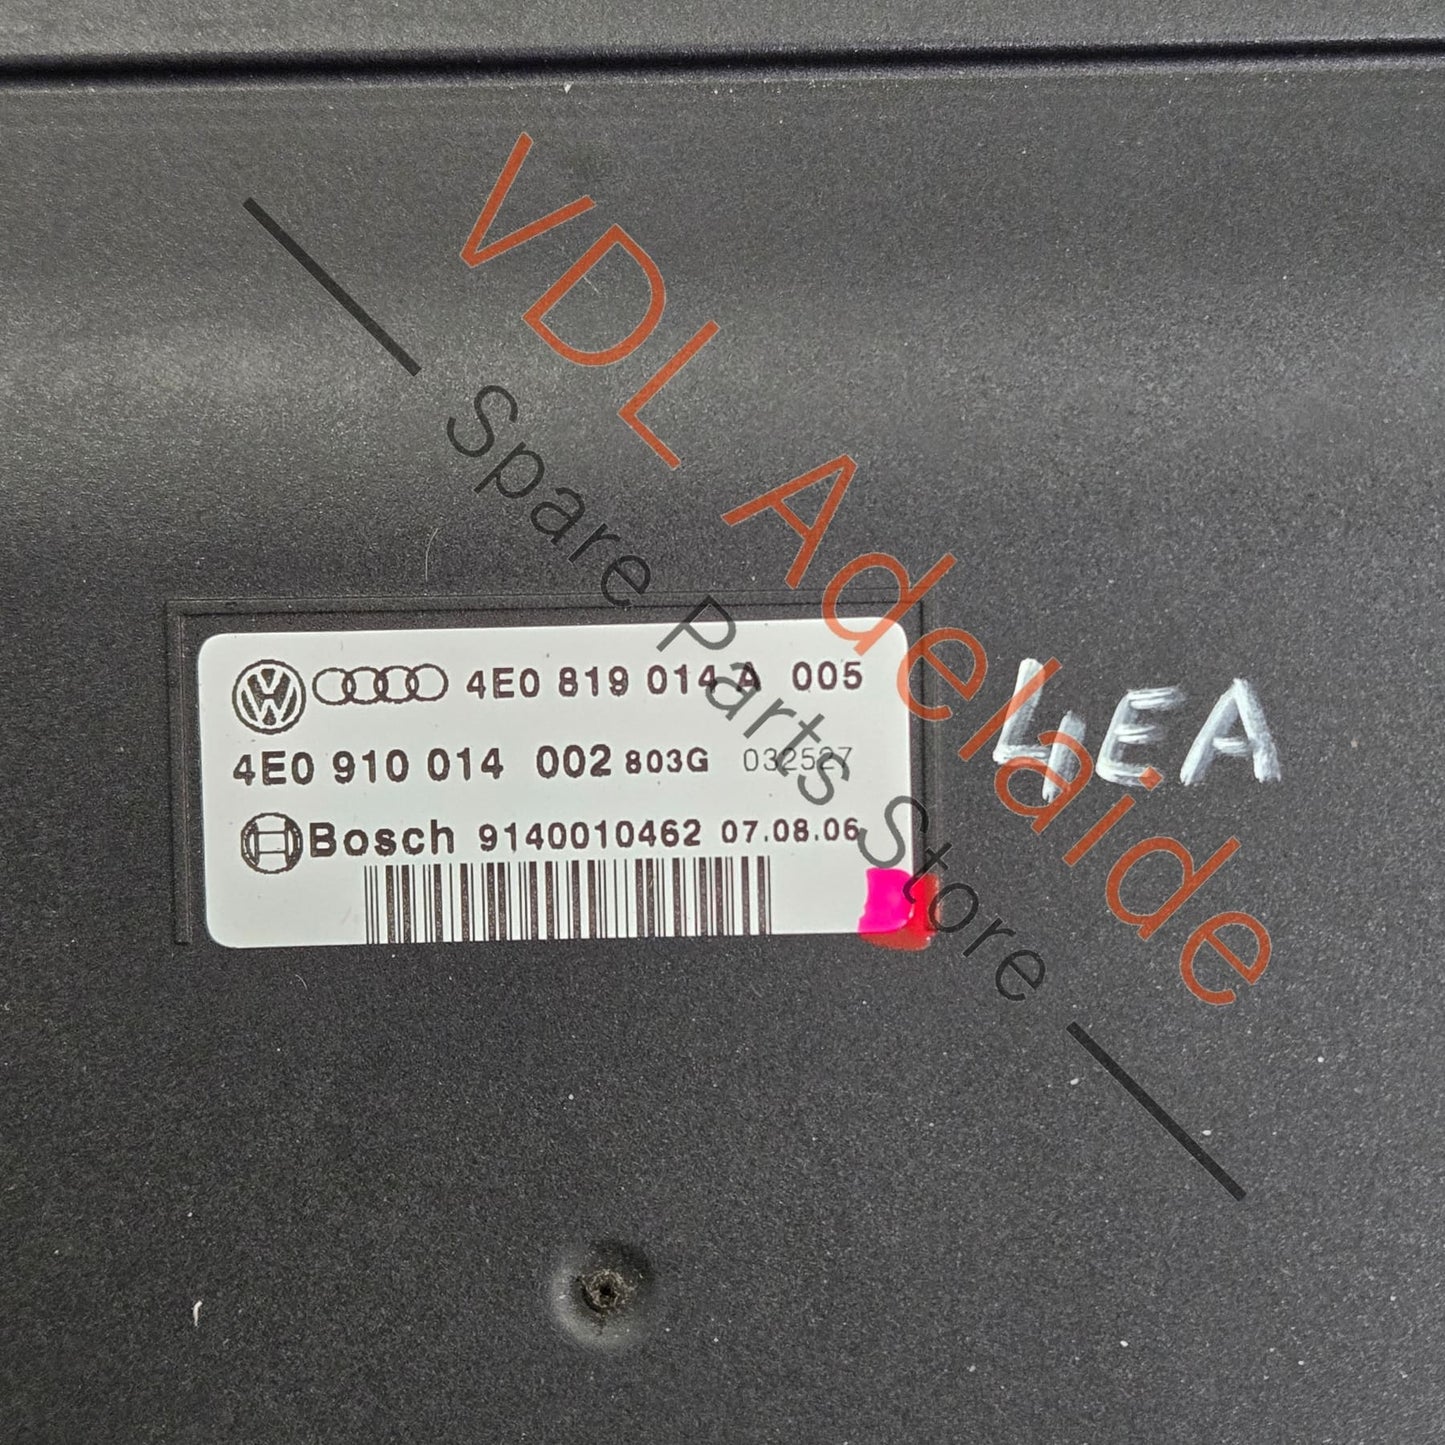 VDL Adelaide
Spare Parts Store
4E0 819 014 A 005
4E0 910 014 002 803G 032527
Bosch 9140010462 07.08.06
4EA